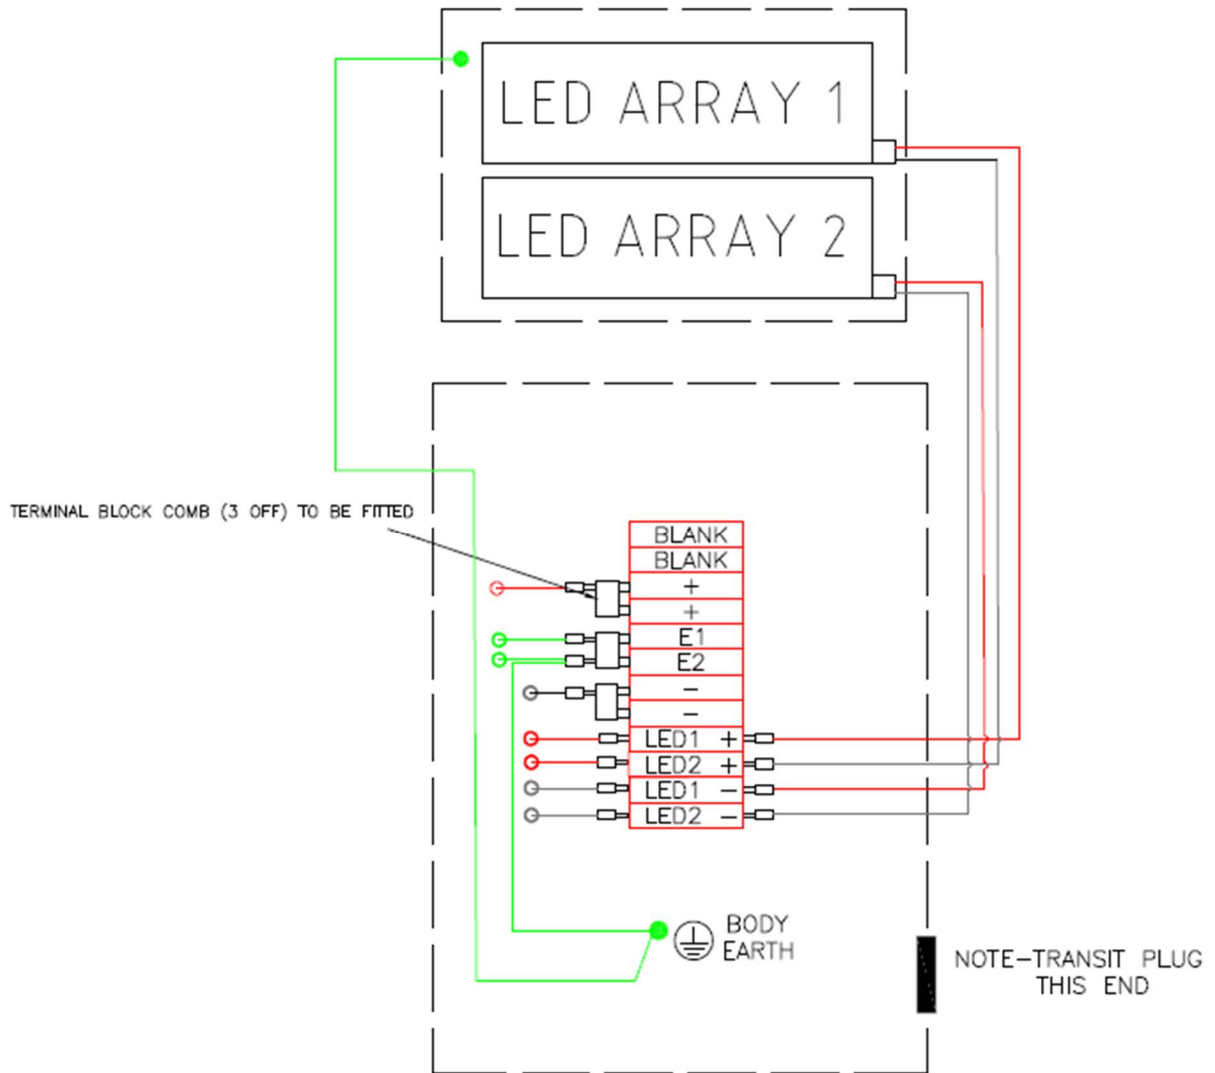 LED ARRAY 1
LED ARRAY 2
TERMINAL BLOCK COMB (3 OFF) TO BE FITTED
BLANK
BLANK
+
+
E1
E2
-
-
LED1 +
LED2 +
LED1 -
LED2 -
BODY
EARTH
NOTE-TRANSIT PLUG
THIS END